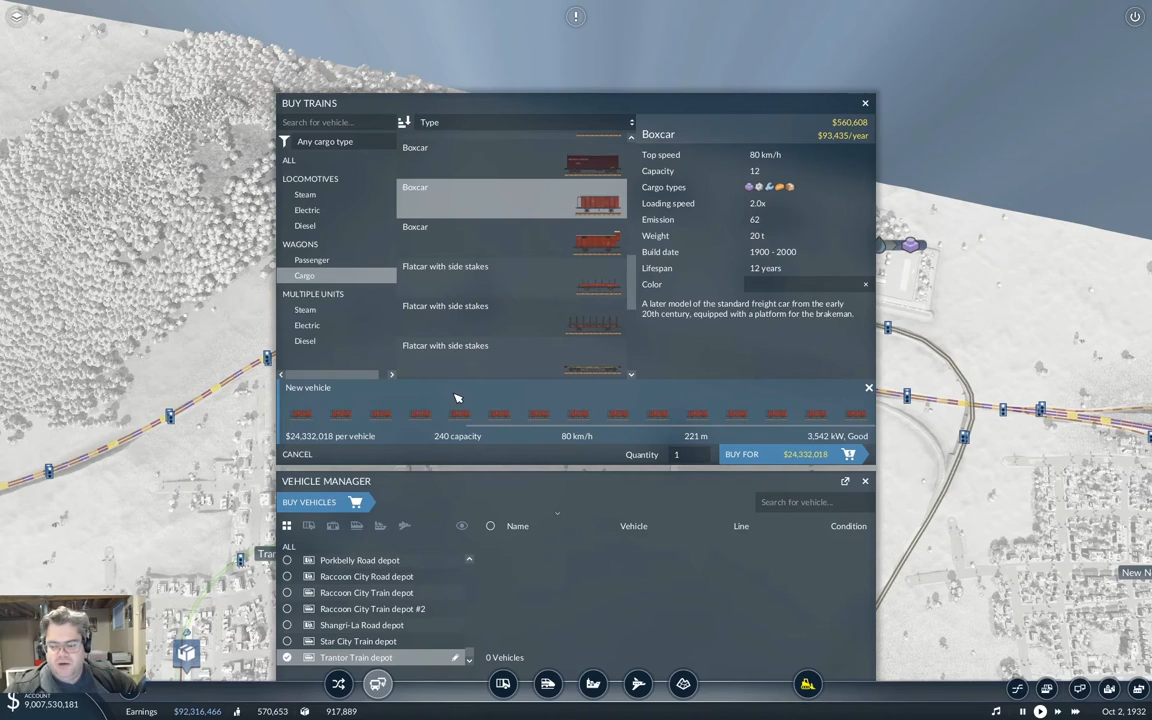 BUY TRAINS
Search for vehicle...
Type
$560,608
$93,435/year
Boxcar
Any cargo type
ALL
LOCOMOTIVES
Steam
Electric
Diesel
WAGONS
Passenger
Cargo
MULTIPLE UNITS
Steam
Electric
Diesel
Boxcar
Boxcar
Boxcar
Flatcar with side stakes
Flatcar with side stakes
Flatcar with side stakes
Top speed 80 km/h
Capacity 12
Cargo types
Loading speed 2.0x
Emission 62
Weight 20 t
Build date 1900 - 2000
Lifespan 12 years
Color
A later model of the standard freight car from the early
20th century, equipped with a platform for the brakeman.
New vehicle
$24,332,018 per vehicle 240 capacity 80 km/h 221 m 3,542 kW, Good
CANCEL Quantity 1 BUY FOR $24,332,018
VEHICLE MANAGER
BUY VEHICLES
Search for vehicle...
Name Vehicle Line Condition
ALL
Porkbelly Road depot
Raccoon City Road depot
Raccoon City Train depot
Raccoon City Train depot #2
Shangri-La Road depot
Star City Train depot
Trantor Train depot
0 Vehicles
Tran
New N
ACCOUNT
$ 9,007,530,181
Earnings $92,316,466 570,653 917,889 Oct 2, 1932